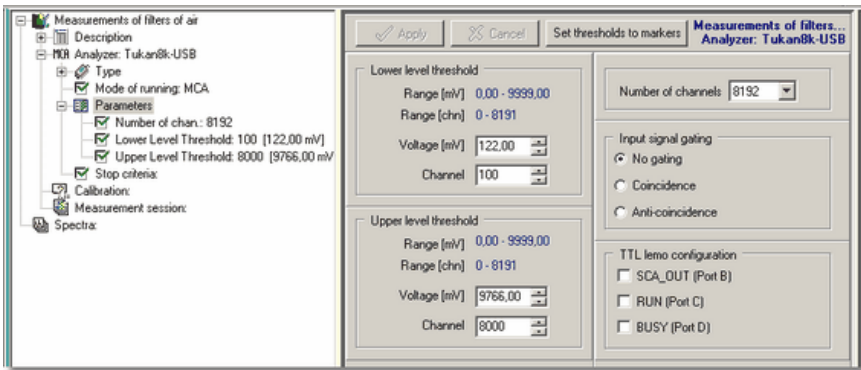 Measurements of filters of air
Description
MCA Analyzer: Tukan8k-USB
Type
Mode of running: MCA
Parameters
Number of chan.: 8192
Lower Level Threshold: 100 [122,00 mV]
Upper Level Threshold: 8000 [9766,00 mV
Stop criteria:
Calibration:
Measurement session:
Spectra:
Apply
Cancel
Set thresholds to markers
Measurements of filters...
Analyzer: Tukan8k-USB
Lower level threshold
Range [mV] 0,00 - 9999,00
Range [chn] 0 - 8191
Voltage [mV] 122,00
Channel 100
Upper level threshold
Range [mV] 0,00 - 9999,00
Range [chn] 0 - 8191
Voltage [mV] 9766,00
Channel 8000
Number of channels 8192
Input signal gating
No gating
Coincidence
Anti-coincidence
TTL lemo configuration
SCA_OUT (Port B)
RUN (Port C)
BUSY (Port D)